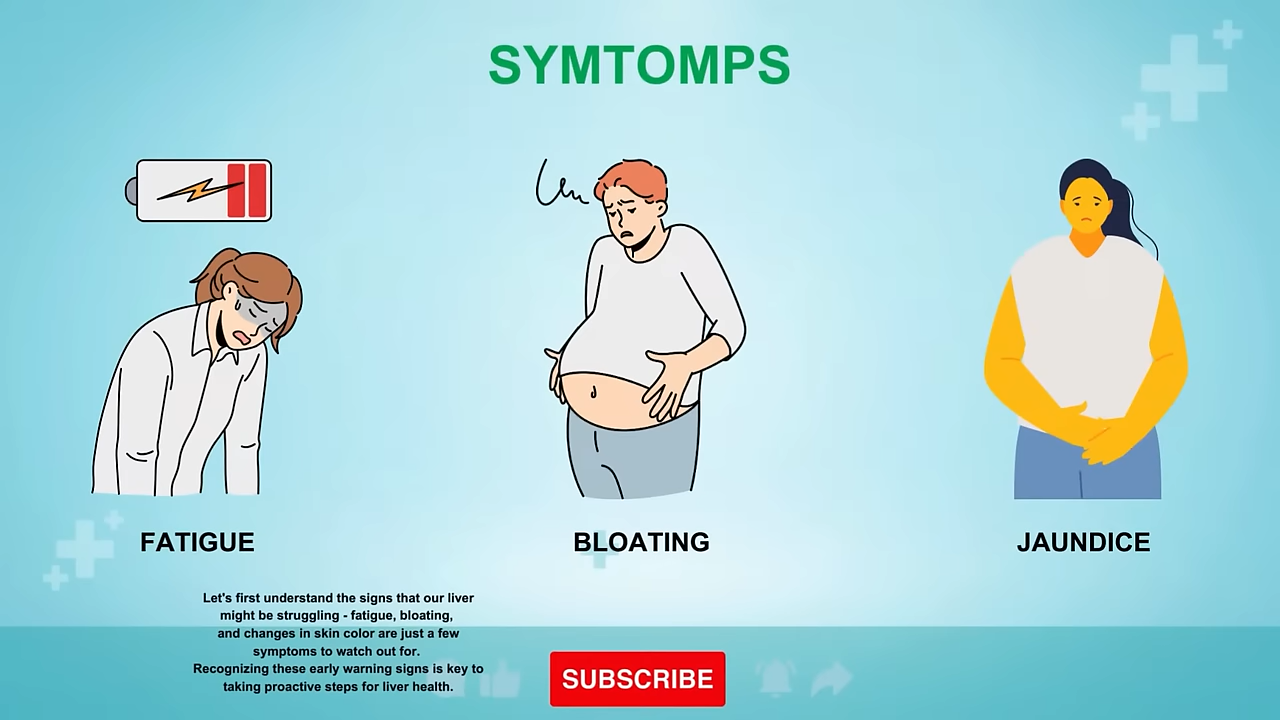 SYMTOMPS
FATIGUE
BLOATING
JAUNDICE
Let's first understand the signs that our liver
might be struggling - fatigue, bloating,
and changes in skin color are just a few
symptoms to watch out for.
Recognizing these early warning signs is key to
taking proactive steps for liver health.
SUBSCRIBE